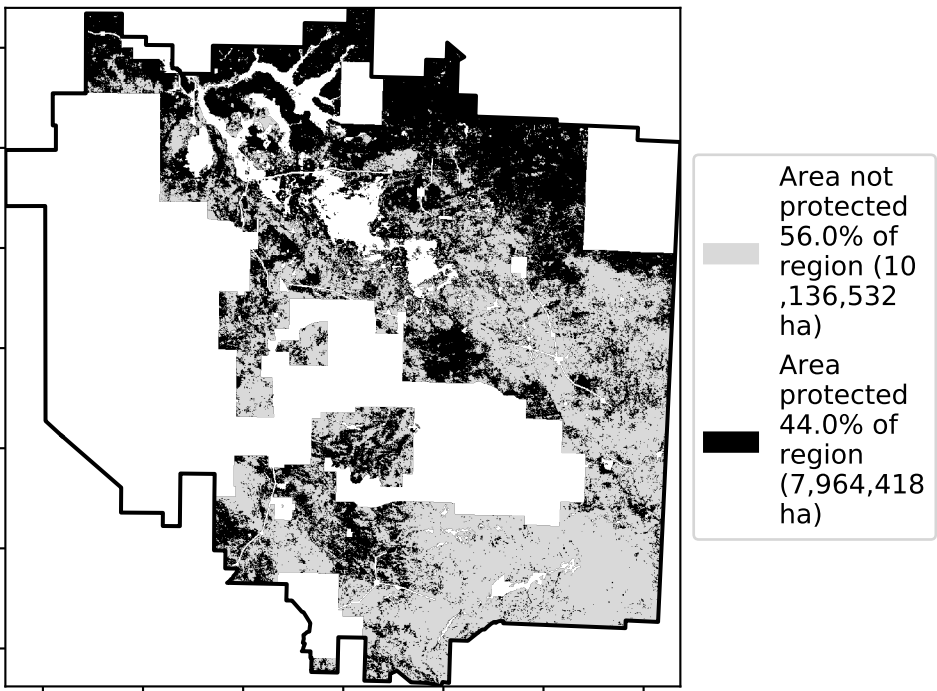 Area not
protected
56.0% of
region (10
,136,532
ha)
Area
protected
44.0% of
region
(7,964,418
ha)